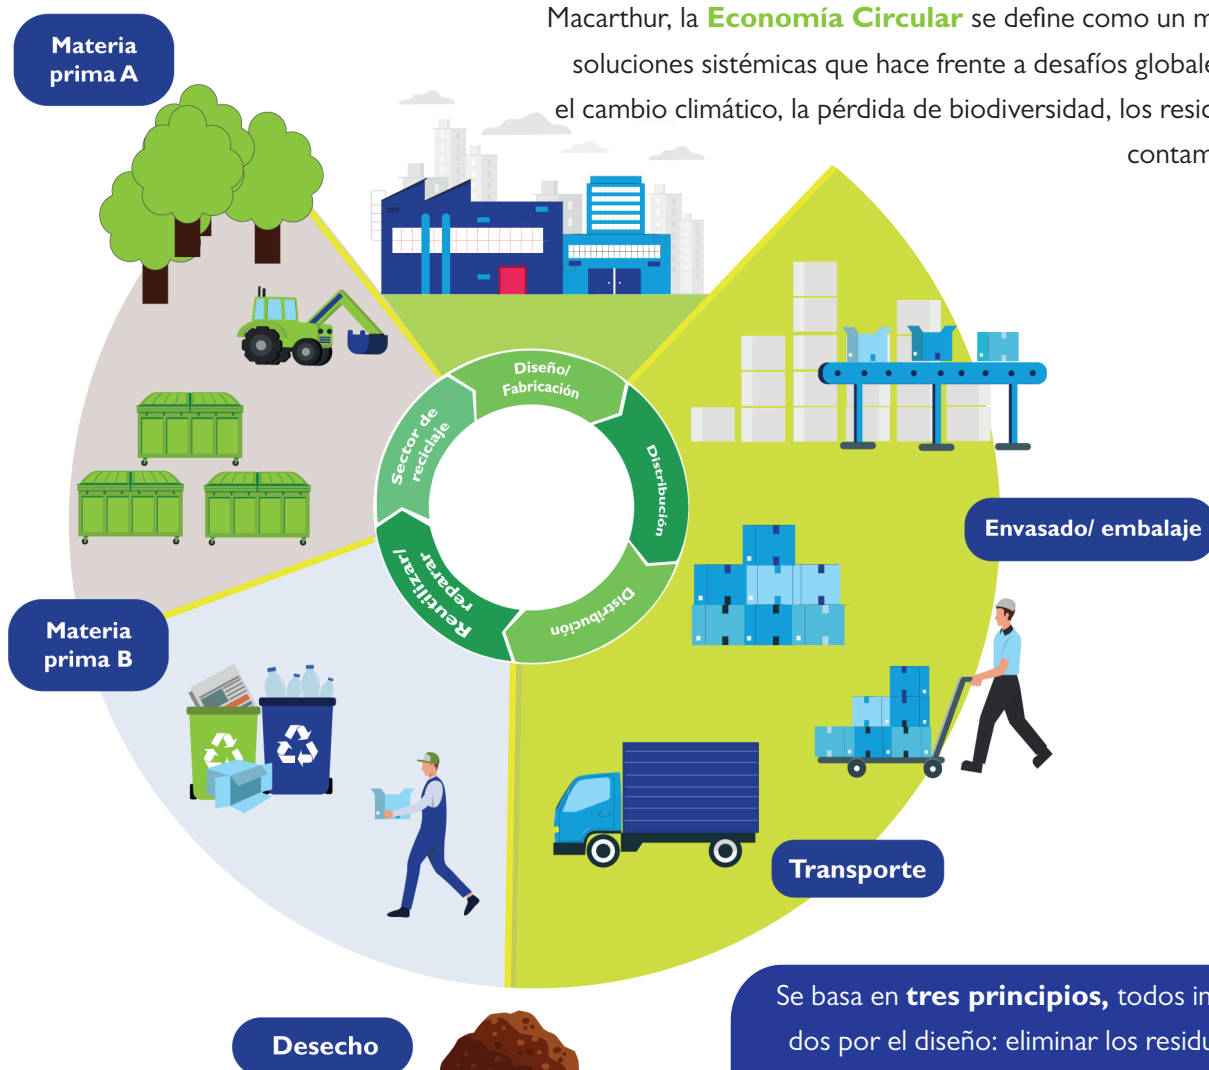 Macarthur, la Economía Circular se define como un m
soluciones sistémicas que hace frente a desafíos globale
el cambio climático, la pérdida de biodiversidad, los resid
contam
Materia
prima A
Diseño/
Fabricación
Sector de
reciclaje
Distribución
Envasado/ embalaje
Reutilizar/
reparar
Distribución
Materia
prima B
Transporte
Se basa en tres principios, todos in
dos por el diseño: eliminar los residu
Desecho